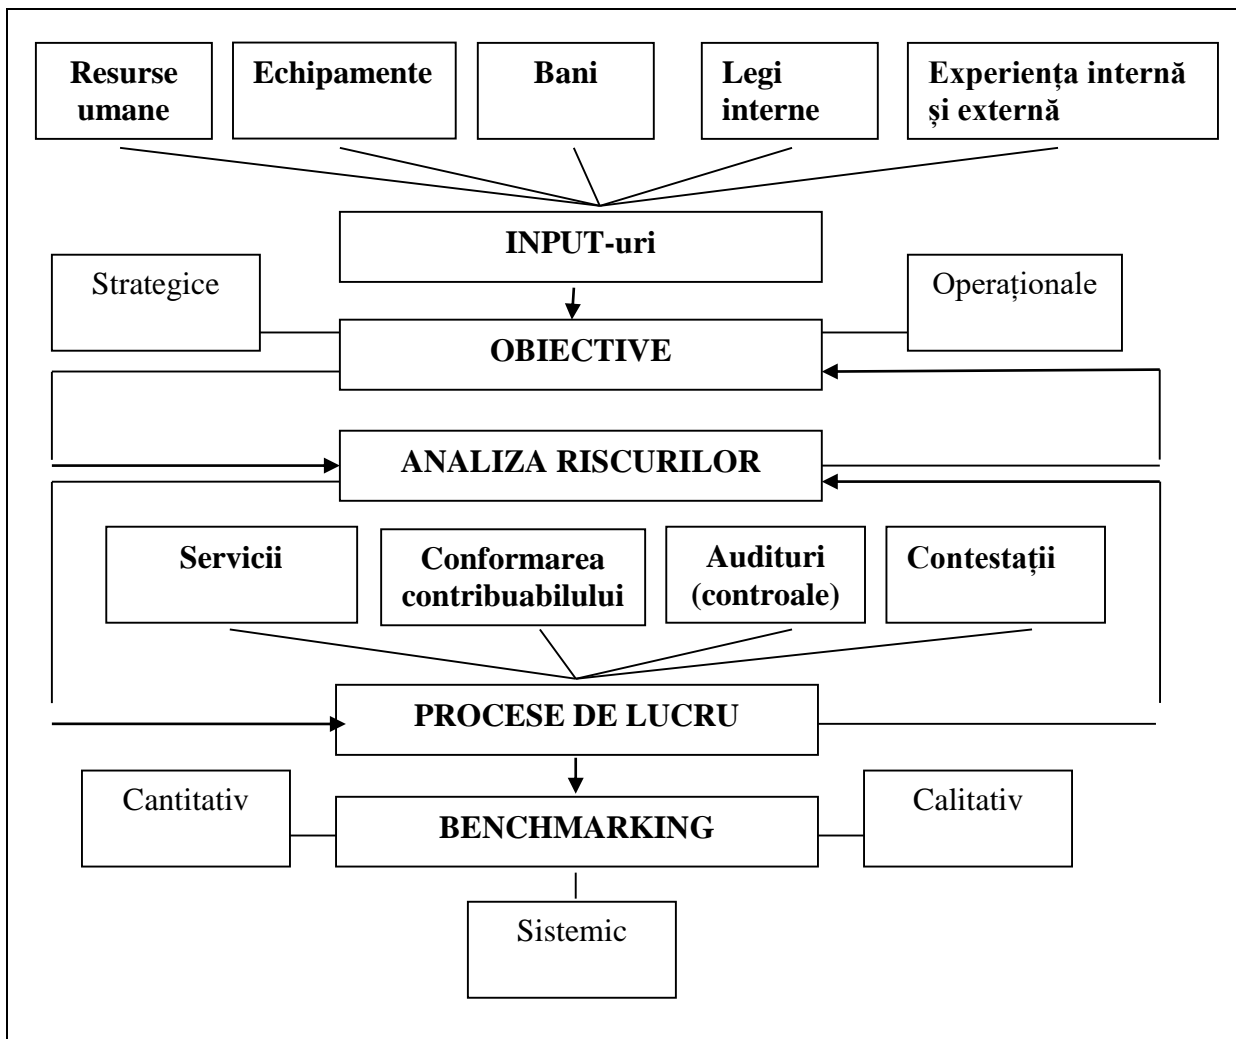 Resurse
umane
Echipamente
Bani
Legi
interne
Experiența internă
și externă
INPUT-uri
Strategice
Operaționale
OBIECTIVE
ANALIZA RISCURILOR
Servicii
Conformarea
contribuabilului
Audituri
(controale)
Contestații
PROCESE DE LUCRU
Cantitativ
Calitativ
BENCHMARKING
Sistemic